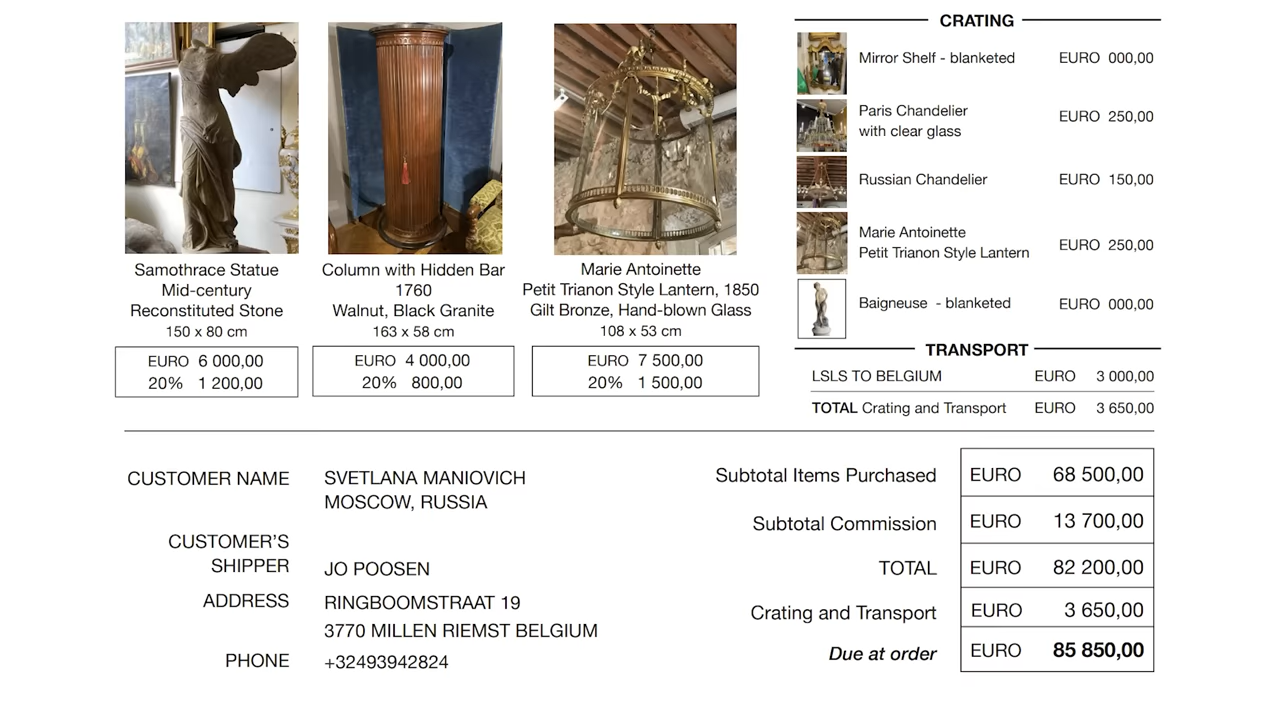 Samothrace Statue
Mid-century
Reconstituted Stone
150 x 80 cm
EURO 6 000,00
20% 1 200,00
Column with Hidden Bar
1760
Walnut, Black Granite
163 x 58 cm
EURO 4 000,00
20% 800,00
Marie Antoinette
Petit Trianon Style Lantern, 1850
Gilt Bronze, Hand-blown Glass
108 x 53 cm
EURO 7 500,00
20% 1 500,00
CRATING
Mirror Shelf - blanketed EURO 000,00
Paris Chandelier
with clear glass EURO 250,00
Russian Chandelier EURO 150,00
Marie Antoinette
Petit Trianon Style Lantern EURO 250,00
Baigneuse - blanketed EURO 000,00
TRANSPORT
LSLS TO BELGIUM EURO 3 000,00
TOTAL Crating and Transport EURO 3 650,00
CUSTOMER NAME SVETLANA MANIOVICH
MOSCOW, RUSSIA
CUSTOMER'S
SHIPPER JO POOSEN
ADDRESS RINGBOOMSTRAAT 19
3770 MILLEN RIEMST BELGIUM
PHONE +32493942824
Subtotal Items Purchased EURO 68 500,00
Subtotal Commission EURO 13 700,00
TOTAL EURO 82 200,00
Crating and Transport EURO 3 650,00
Due at order EURO 85 850,00